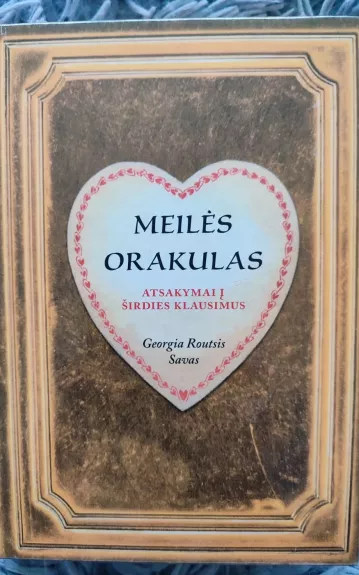 MEILĖS
ORAKULAS
ATSAKYMAI Į
ŠIRDIES KLAUSIMUS
Georgia Routsis
Savas